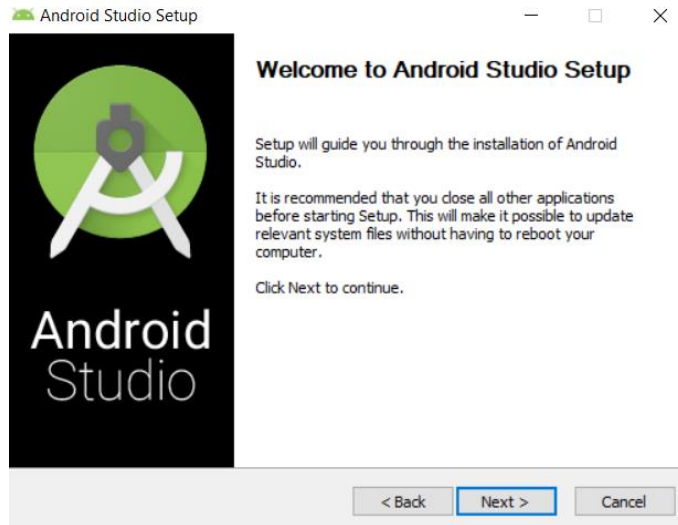 Android Studio Setup
Welcome to Android Studio Setup
Setup will guide you through the installation of Android
Studio.
It is recommended that you close all other applications
before starting Setup. This will make it possible to update
relevant system files without having to reboot your
computer.
Click Next to continue.
Android
Studio
< Back
Next >
Cancel